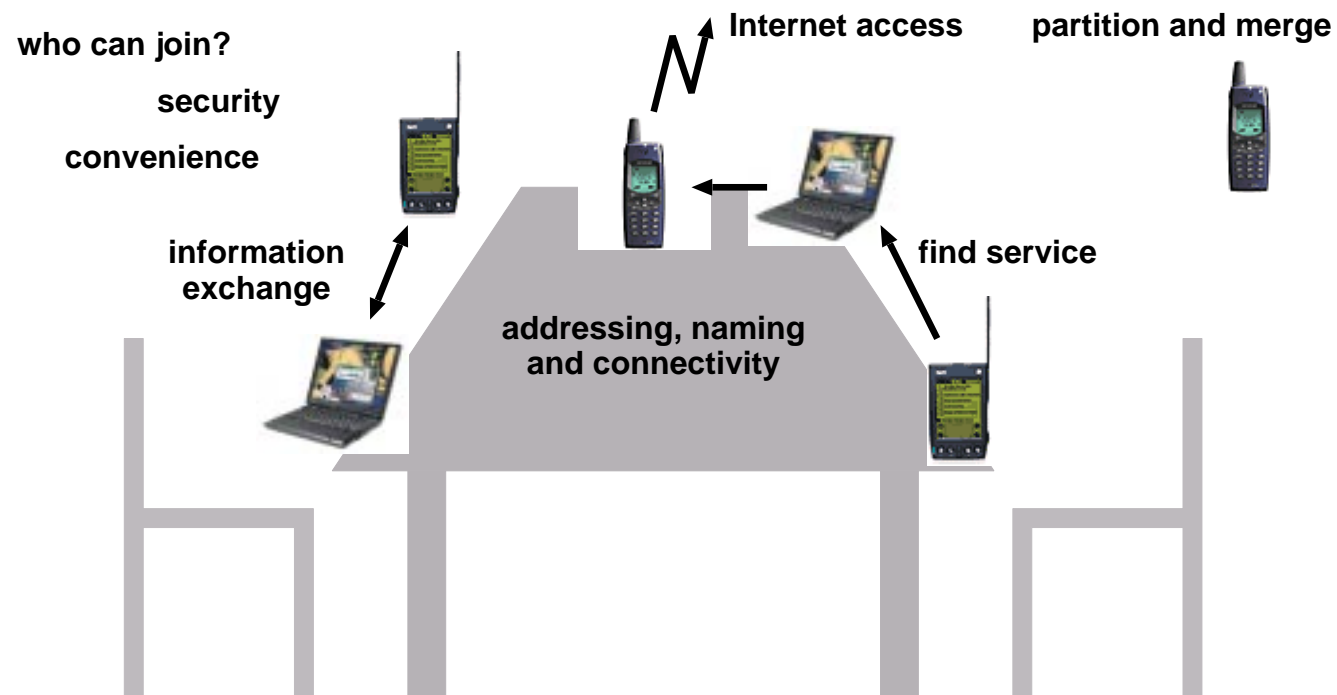 who can join?
security
convenience
Internet access
partition and merge
information
exchange
find service
addressing, naming
and connectivity